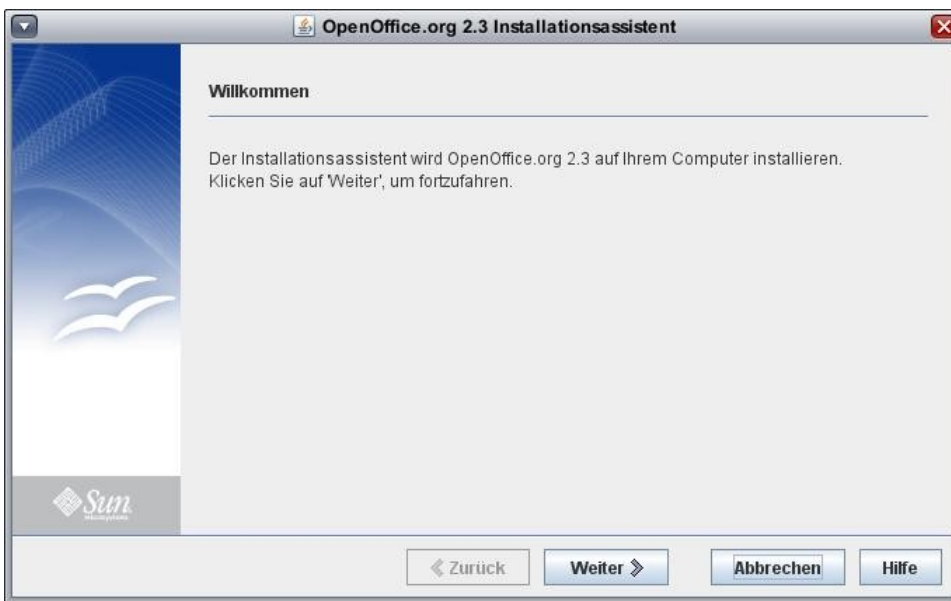 OpenOffice.org 2.3 Installationsassistent
Willkommen
Der Installationsassistent wird OpenOffice.org 2.3 auf Ihrem Computer installieren.
Klicken Sie auf 'Weiter', um fortzufahren.
Sun
microsystems
Zurück Weiter Abbrechen Hilfe